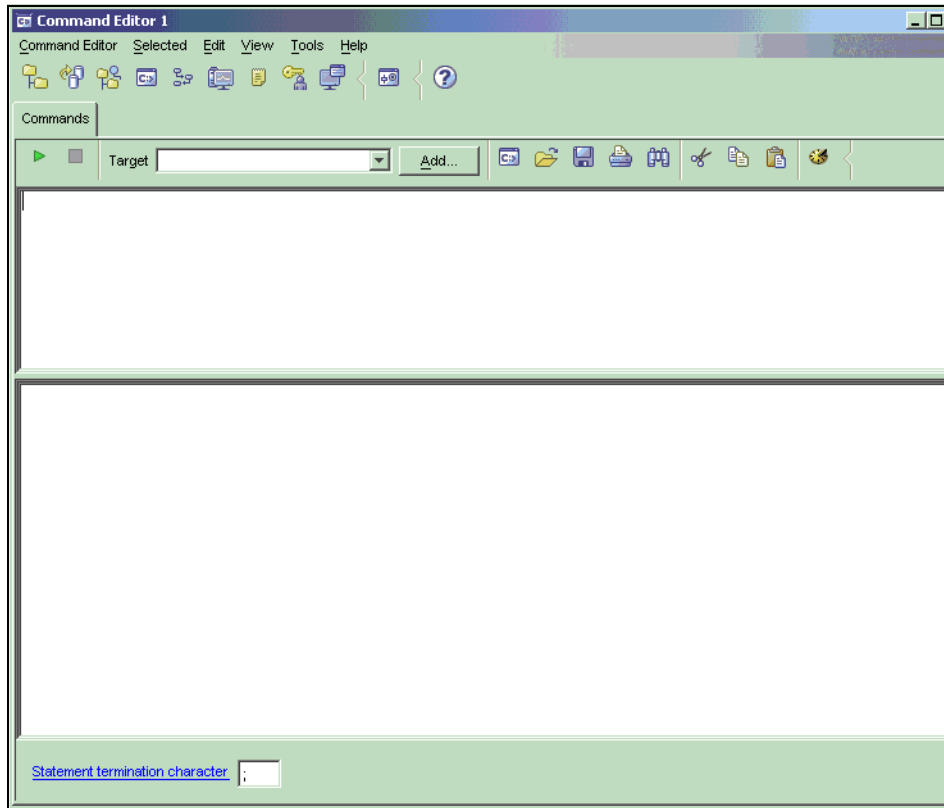 Command Editor 1
Command Editor Selected Edit View Tools Help
Commands
Target Add...
Statement termination character ;